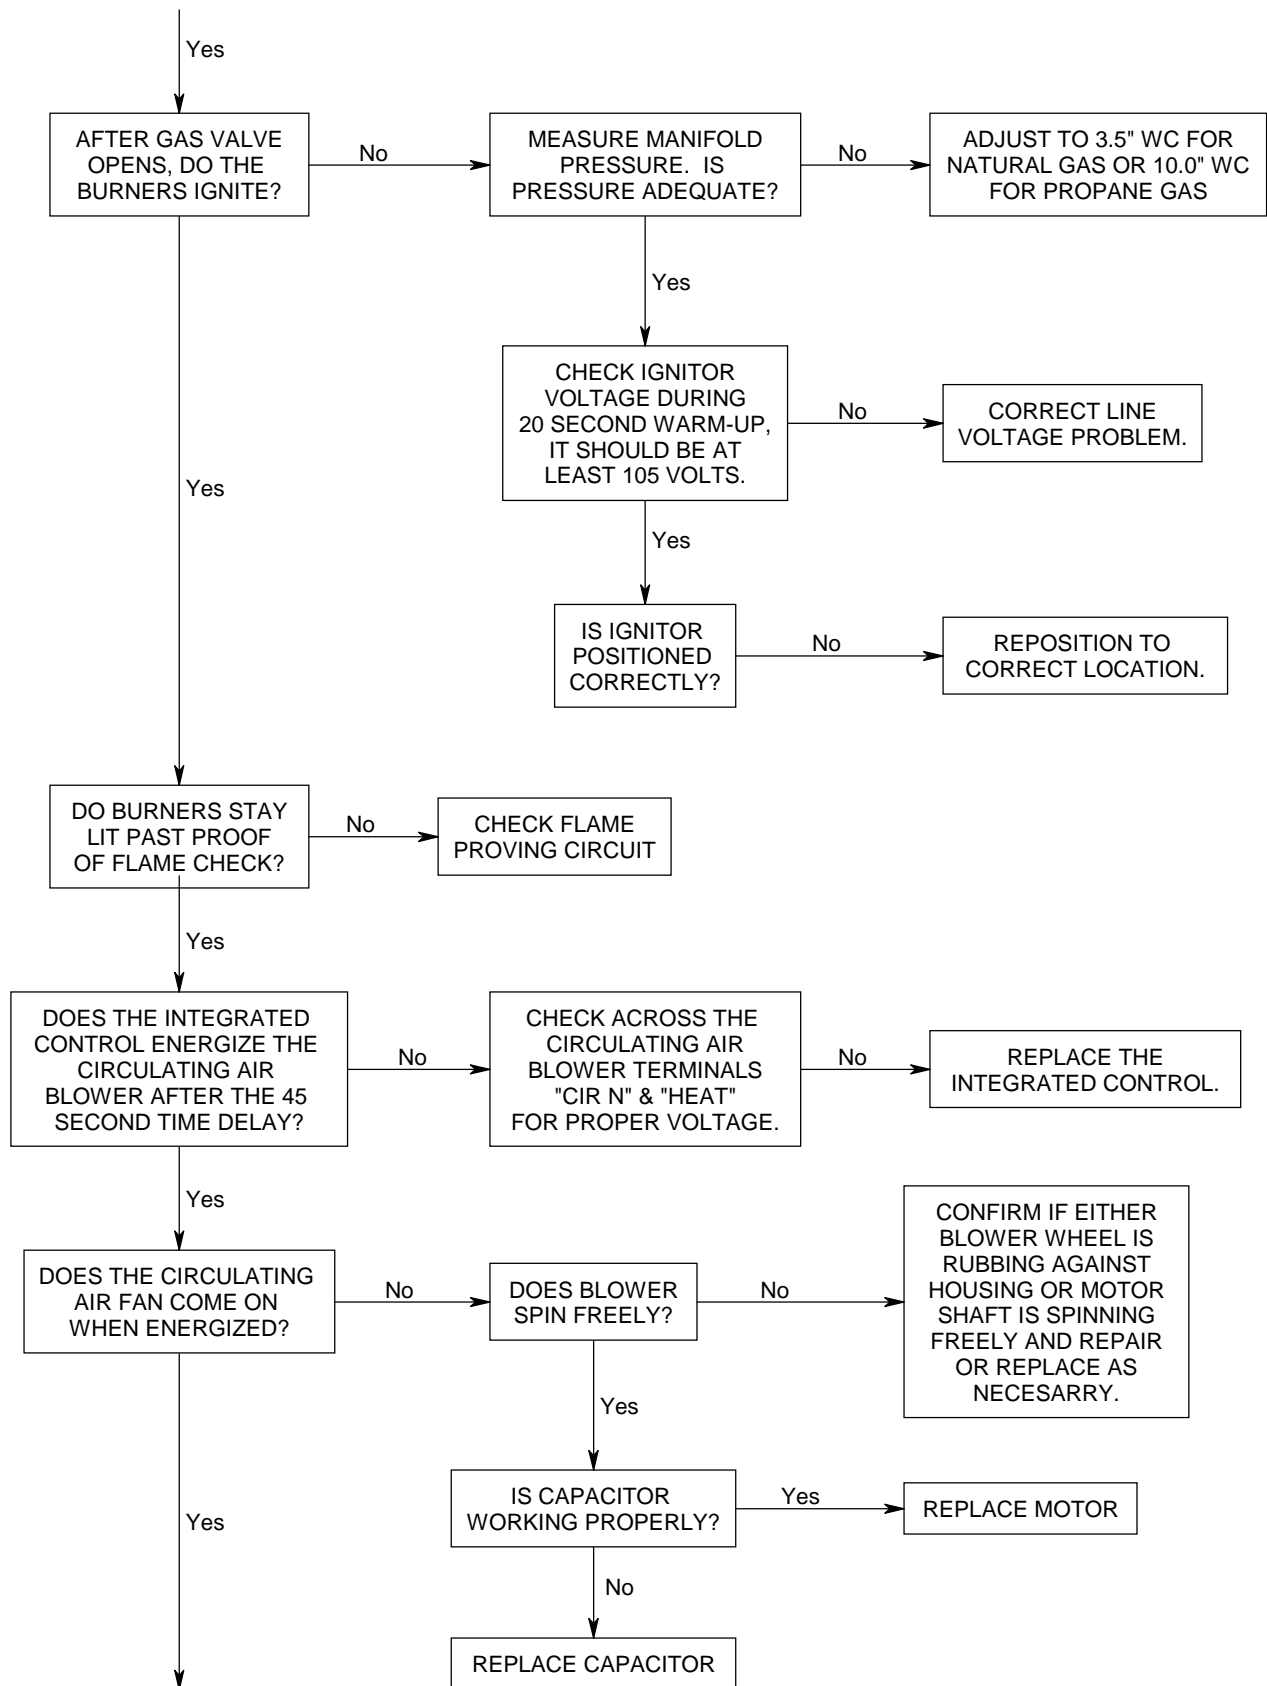 Yes
AFTER GAS VALVE
OPENS, DO THE
BURNERS IGNITE?
No
MEASURE MANIFOLD
PRESSURE.  IS
PRESSURE ADEQUATE?
No
ADJUST TO 3.5" WC FOR
NATURAL GAS OR 10.0" WC
FOR PROPANE GAS
Yes
CHECK IGNITOR
VOLTAGE DURING
20 SECOND WARM-UP,
IT SHOULD BE AT
LEAST 105 VOLTS.
No
CORRECT LINE
VOLTAGE PROBLEM.
Yes
Yes
IS IGNITOR
POSITIONED
CORRECTLY?
No
REPOSITION TO
CORRECT LOCATION.
DO BURNERS STAY
LIT PAST PROOF
OF FLAME CHECK?
No
CHECK FLAME
PROVING CIRCUIT
Yes
DOES THE INTEGRATED
CONTROL ENERGIZE THE
CIRCULATING AIR
BLOWER AFTER THE 45
SECOND TIME DELAY?
No
CHECK ACROSS THE
CIRCULATING AIR
BLOWER TERMINALS
"CIR N" & "HEAT"
FOR PROPER VOLTAGE.
No
REPLACE THE
INTEGRATED CONTROL.
Yes
DOES THE CIRCULATING
AIR FAN COME ON
WHEN ENERGIZED?
No
DOES BLOWER
SPIN FREELY?
No
CONFIRM IF EITHER
BLOWER WHEEL IS
RUBBING AGAINST
HOUSING OR MOTOR
SHAFT IS SPINNING
FREELY AND REPAIR
OR REPLACE AS
NECESARRY.
Yes
IS CAPACITOR
WORKING PROPERLY?
Yes
REPLACE MOTOR
Yes
No
REPLACE CAPACITOR